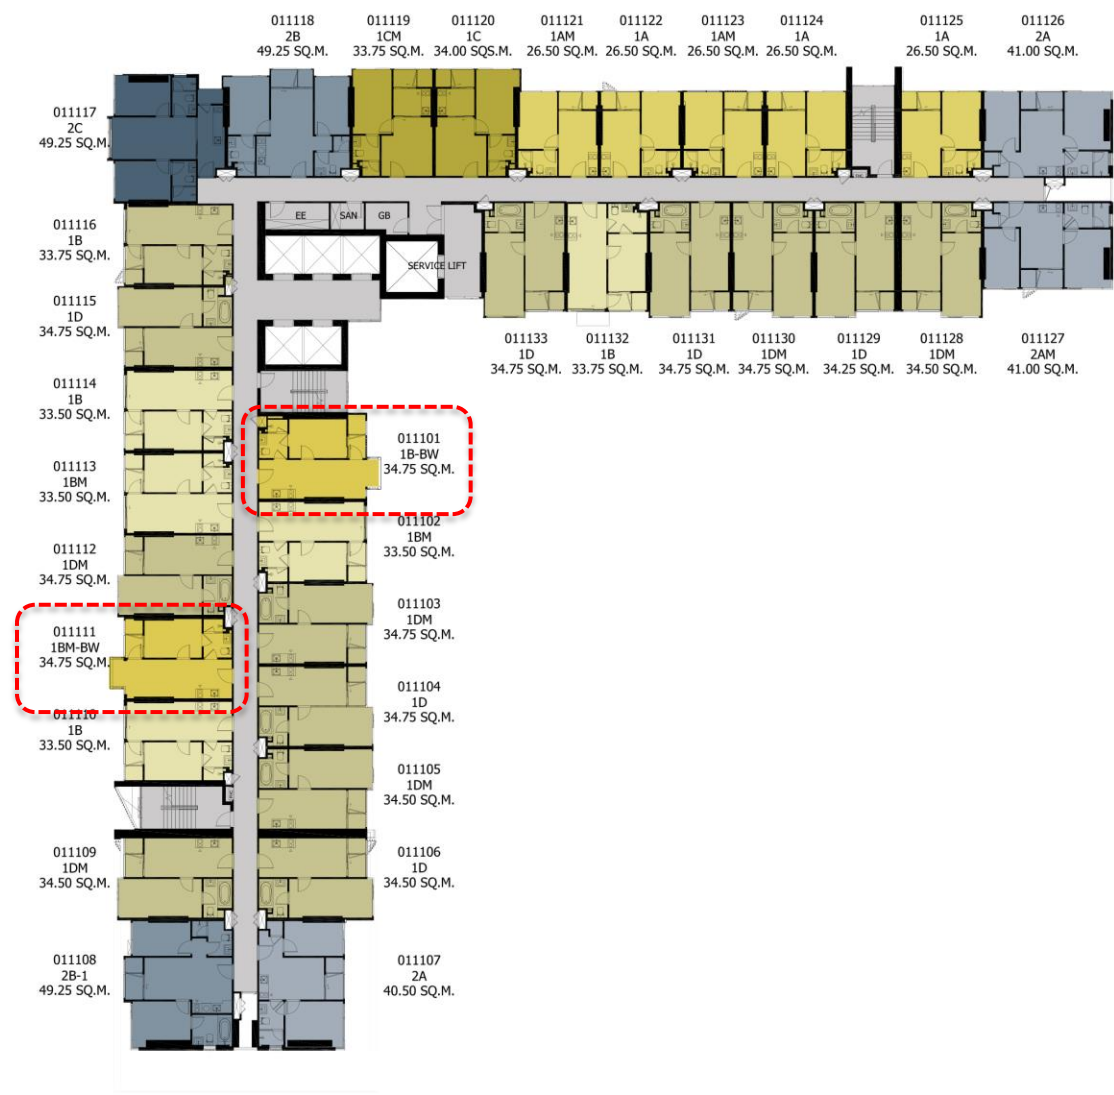 011118
2B
49.25 SQ.M.
011119
1CM
33.75 SQ.M.
011120
1C
34.00 SQS.M.
011121
1AM
26.50 SQ.M.
011122
1A
26.50 SQ.M.
011123
1AM
26.50 SQ.M.
011124
1A
26.50 SQ.M.
011125
1A
26.50 SQ.M.
011126
2A
41.00 SQ.M.
011117
2C
49.25 SQ.M.
EE
SAN
GB
SERVICE LIFT
011116
1B
33.75 SQ.M.
011115
1D
34.75 SQ.M.
011133
1D
34.75 SQ.M.
011132
1B
33.75 SQ.M.
011131
1D
34.75 SQ.M.
011130
1DM
34.75 SQ.M.
011129
1D
34.25 SQ.M.
011128
1DM
34.50 SQ.M.
011127
2AM
41.00 SQ.M.
011114
1B
33.50 SQ.M.
011101
1B-BW
34.75 SQ.M.
011113
1BM
33.50 SQ.M.
011102
1BM
33.50 SQ.M.
011112
1DM
34.75 SQ.M.
011103
1DM
34.75 SQ.M.
011111
1BM-BW
34.75 SQ.M.
011104
1D
34.75 SQ.M.
011110
1B
33.50 SQ.M.
011105
1DM
34.50 SQ.M.
011109
1DM
34.50 SQ.M.
011106
1D
34.50 SQ.M.
011108
2B-1
49.25 SQ.M.
011107
2A
40.50 SQ.M.